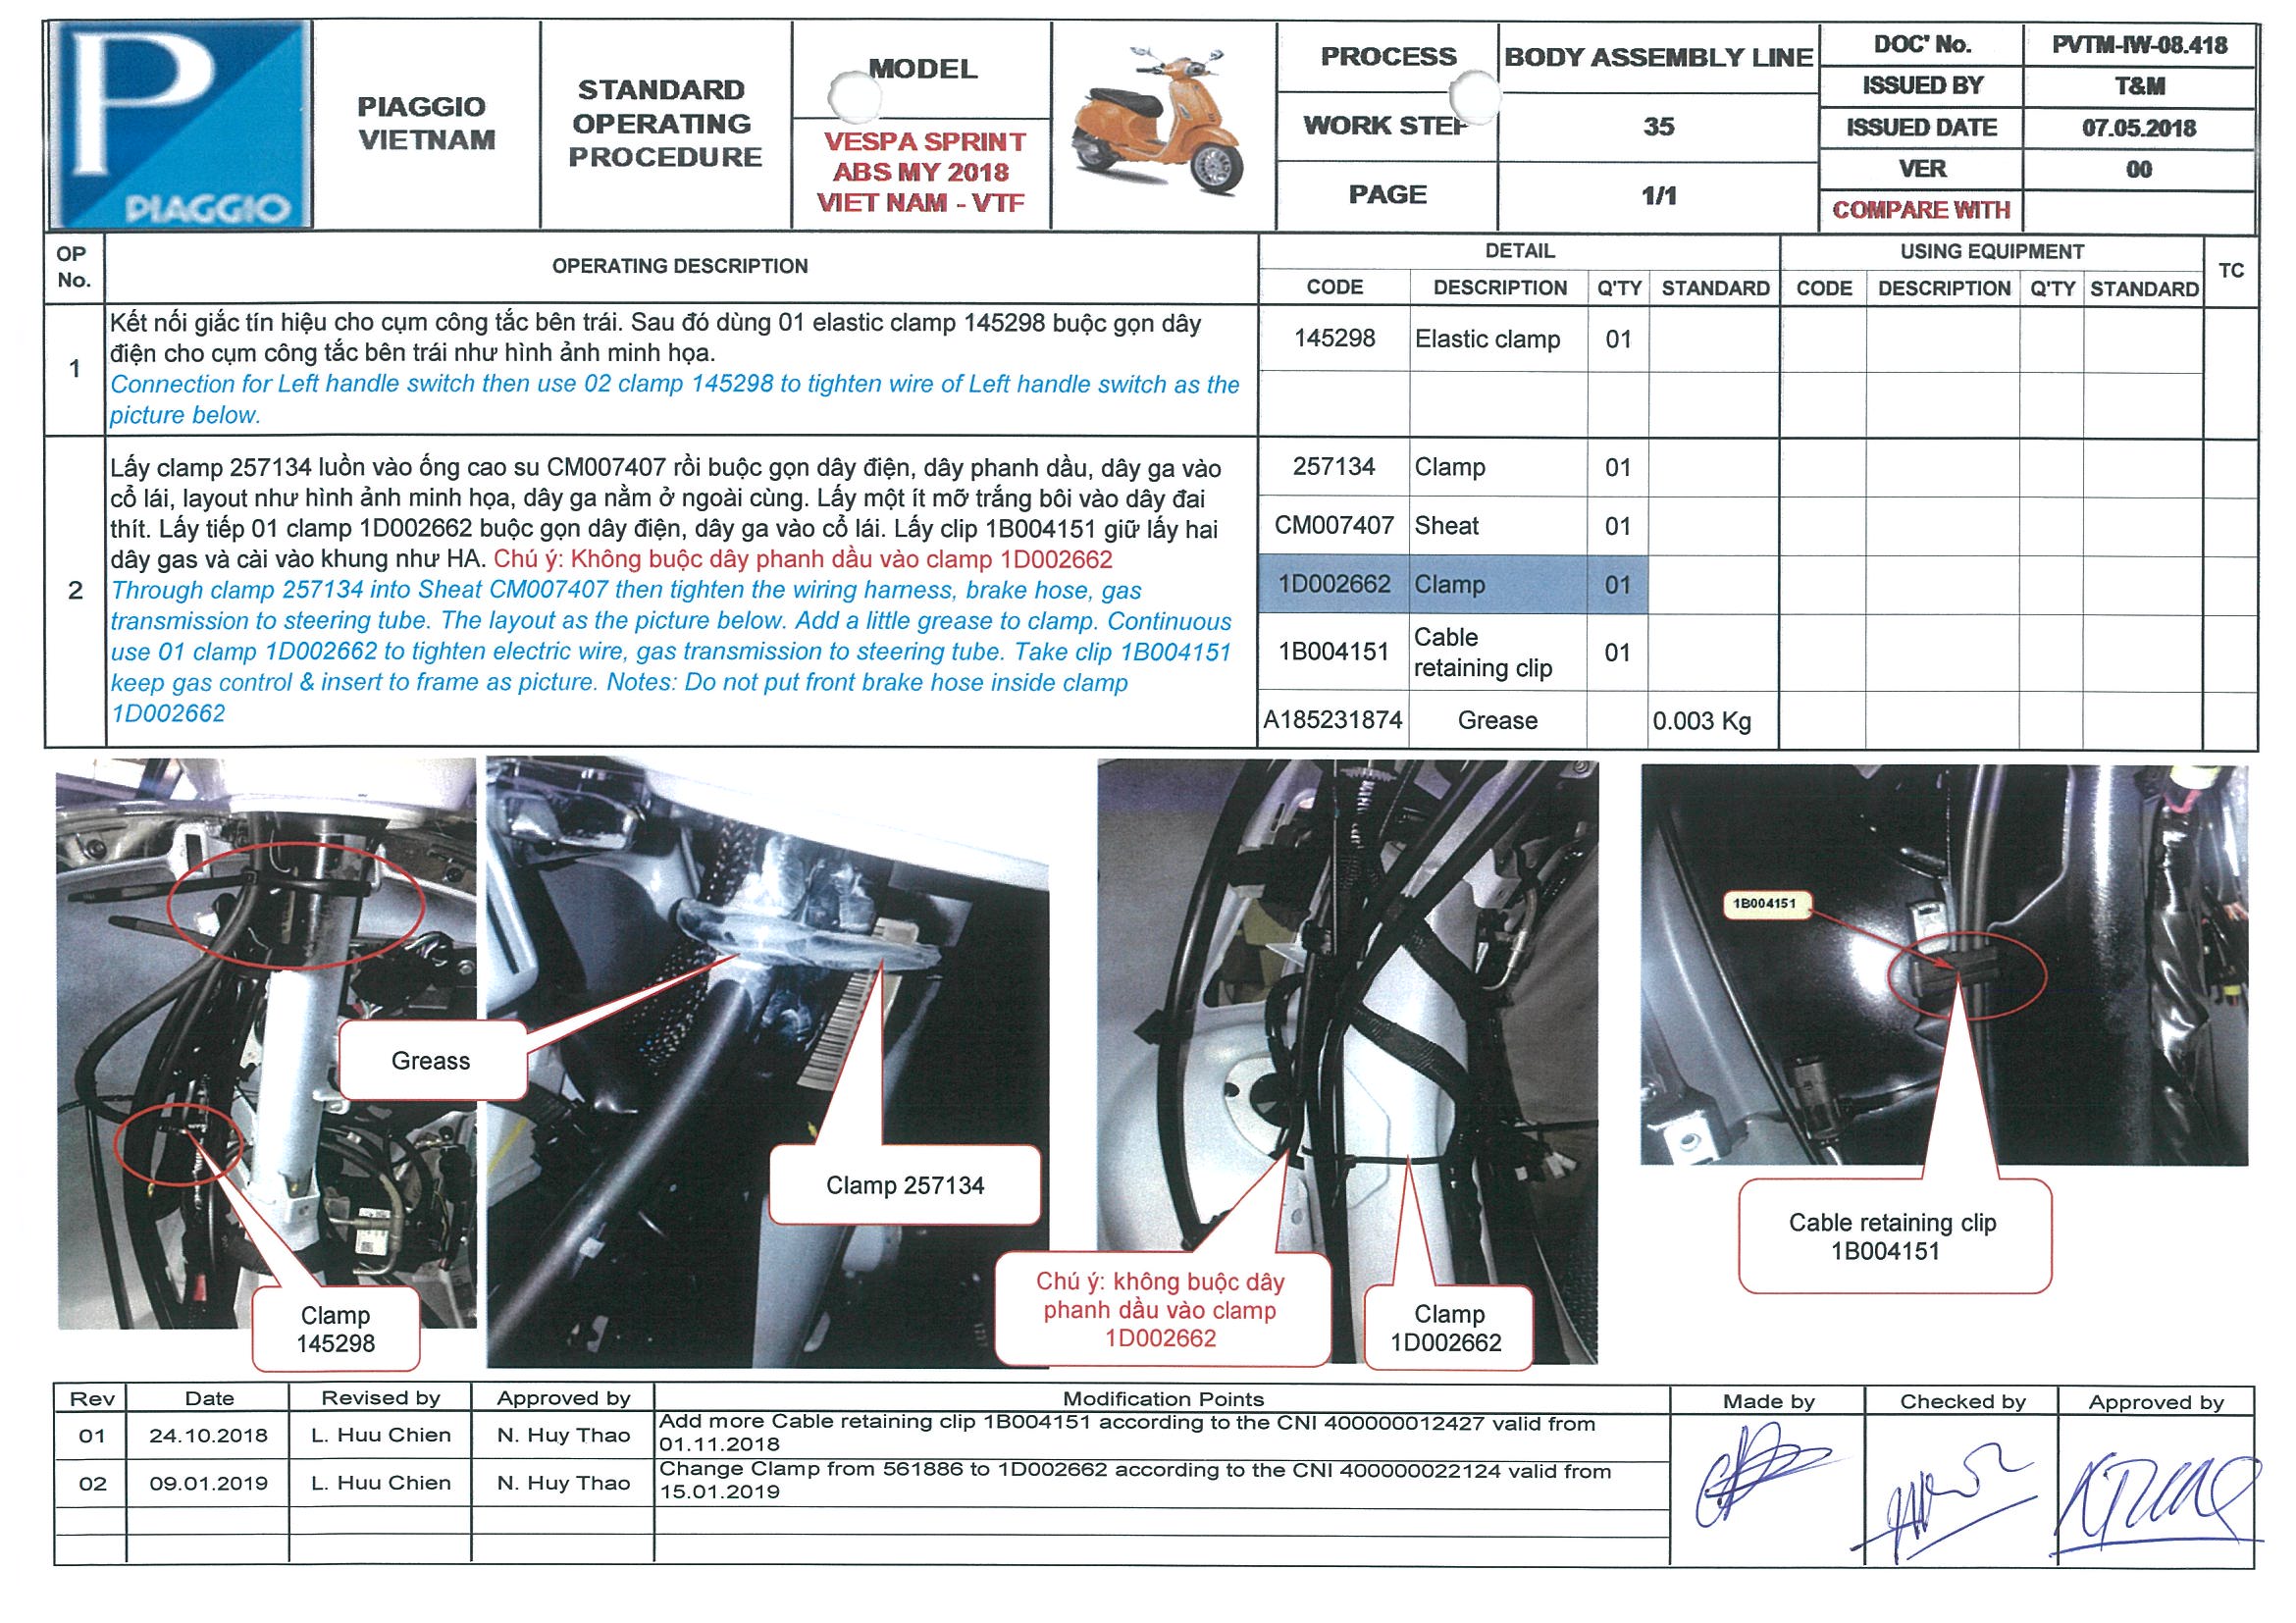 P
PIAGGIO
PIAGGIO
VIETNAM
STANDARD
OPERATING
PROCEDURE
MODEL
VESPA SPRINT
ABS MY 2018
VIET NAM - VTF
PROCESS
BODY ASSEMBLY LINE
WORK STEP
35
PAGE
1/1
DOC' No.
PVTM-IW-08.418
ISSUED BY
T&M
ISSUED DATE
07.05.2018
VER
00
COMPARE WITH
OP
No.
OPERATING DESCRIPTION
DETAIL
USING EQUIPMENT
TC
CODE
DESCRIPTION
Q'TY
STANDARD
CODE
DESCRIPTION
Q'TY
STANDARD
1
Kết nối giắc tín hiệu cho cụm công tắc bên trái. Sau đó dùng 01 elastic clamp 145298 buộc gọn dây
điện cho cụm công tắc bên trái như hình ảnh minh họa.
Connection for Left handle switch then use 02 clamp 145298 to tighten wire of Left handle switch as the
picture below.
145298
Elastic clamp
01
2
Lấy clamp 257134 luồn vào ống cao su CM007407 rồi buộc gọn dây điện, dây phanh dầu, dây ga vào
cổ lái, layout như hình ảnh minh họa, dây ga nằm ở ngoài cùng. Lấy một ít mỡ trắng bôi vào dây đai
thít. Lấy tiếp 01 clamp 1D002662 buộc gọn dây điện, dây ga vào cổ lái. Lấy clip 1B004151 giữ lấy hai
dây gas và cài vào khung như HA. Chú ý: Không buộc dây phanh dầu vào clamp 1D002662
Through clamp 257134 into Sheat CM007407 then tighten the wiring harness, brake hose, gas
transmission to steering tube. The layout as the picture below. Add a little grease to clamp. Continuous
use 01 clamp 1D002662 to tighten electric wire, gas transmission to steering tube. Take clip 1B004151
keep gas control & insert to frame as picture. Notes: Do not put front brake hose inside clamp
1D002662
257134
Clamp
01
CM007407
Sheat
01
1D002662
Clamp
01
1B004151
Cable
retaining clip
01
A185231874
Grease
0.003 Kg
Greass
Clamp
145298
Clamp 257134
Chú ý: không buộc dây
phanh dầu vào clamp
1D002662
Clamp
1D002662
1B004151
Cable retaining clip
1B004151
Rev
Date
Revised by
Approved by
Modification Points
Made by
Checked by
Approved by
01
24.10.2018
L. Huu Chien
N. Huy Thao
Add more Cable retaining clip 1B004151 according to the CNI 400000012427 valid from
01.11.2018
02
09.01.2019
L. Huu Chien
N. Huy Thao
Change Clamp from 561886 to 1D002662 according to the CNI 400000022124 valid from
15.01.2019